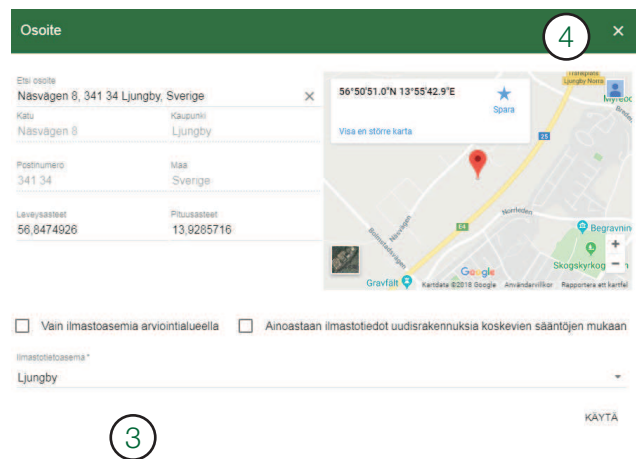 Osoite
4
×
Etsi osoite
Näsvägen 8, 341 34 Ljungby, Sverige ×
Katu Kaupunki
Näsvägen 8 Ljungby
Postinumero Maa
341 34 Sverige
Leveysasteet Pituusasteet
56,8474926 13,9285716
56°50'51.0"N 13°55'42.9"E
Spara
Visa en större karta
Trafikplats
Ljungby Norra
25
Norrleden
E4
Näsvägen
Bolmstadsvägen
Begravnin
Skogskyrkog
Gravfält
+
−
Google
Kartdata ©2018 Google Användarvillkor Rapportera ett kartfel
Vain ilmastoasemia arviointialueella Ainoastaan ilmastotiedot uudisrakennuksia koskevien sääntöjen mukaan
Ilmastotietoasema *
Ljungby
KÄYTÄ
3